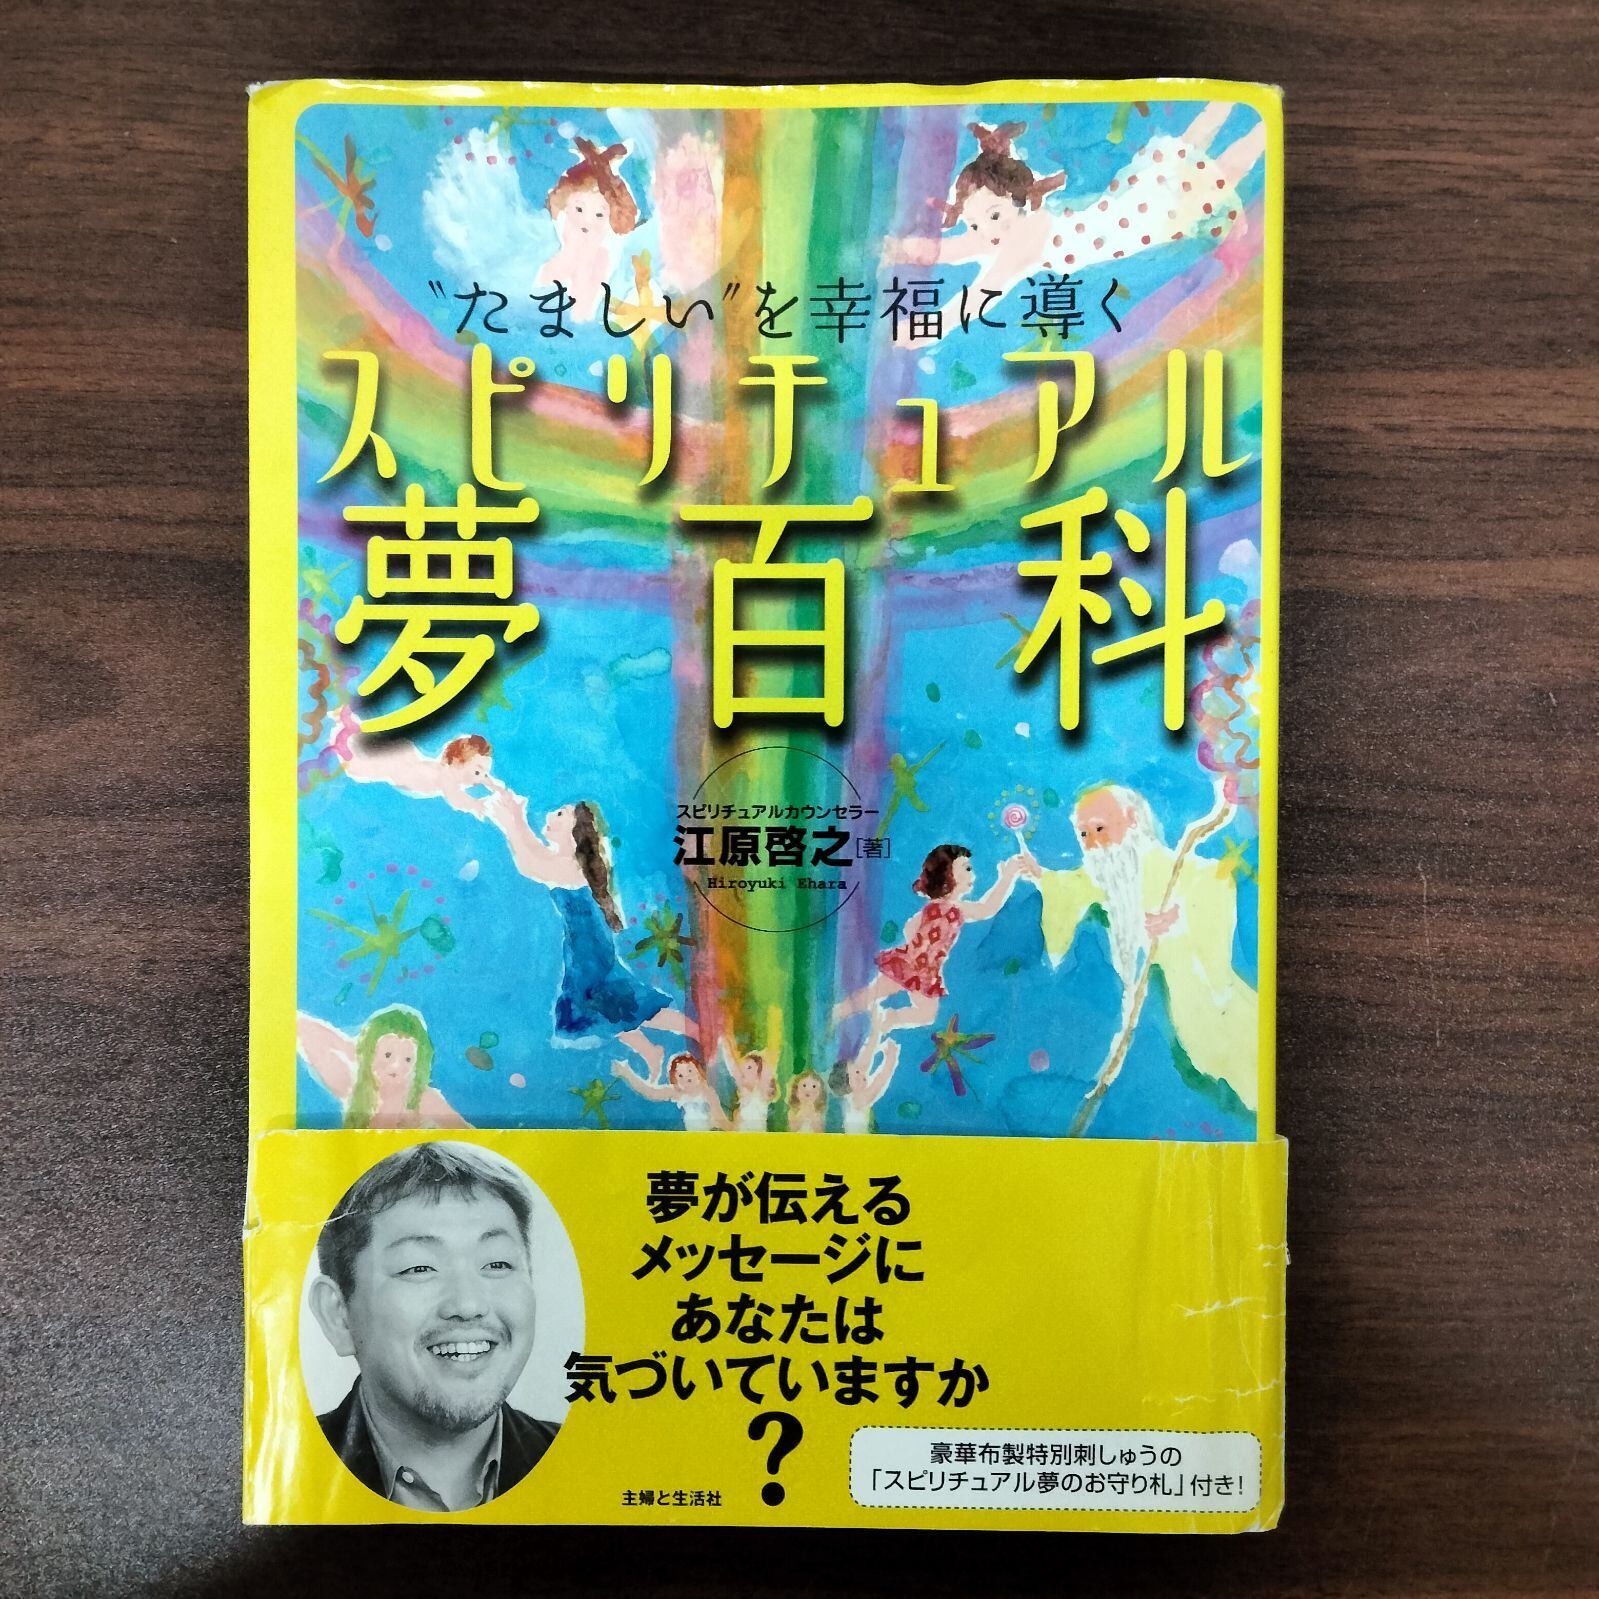 "たましい"を幸福に導く
スピリチュアル
夢百科
スピリチュアルカウンセラー
江原啓之[著]
Hiroyuki Ehara
夢が伝える
メッセージに
あなたは
気づいていますか
?
主婦と生活社
豪華布製特別刺しゅうの
「スピリチュアル夢のお守り札」付き!